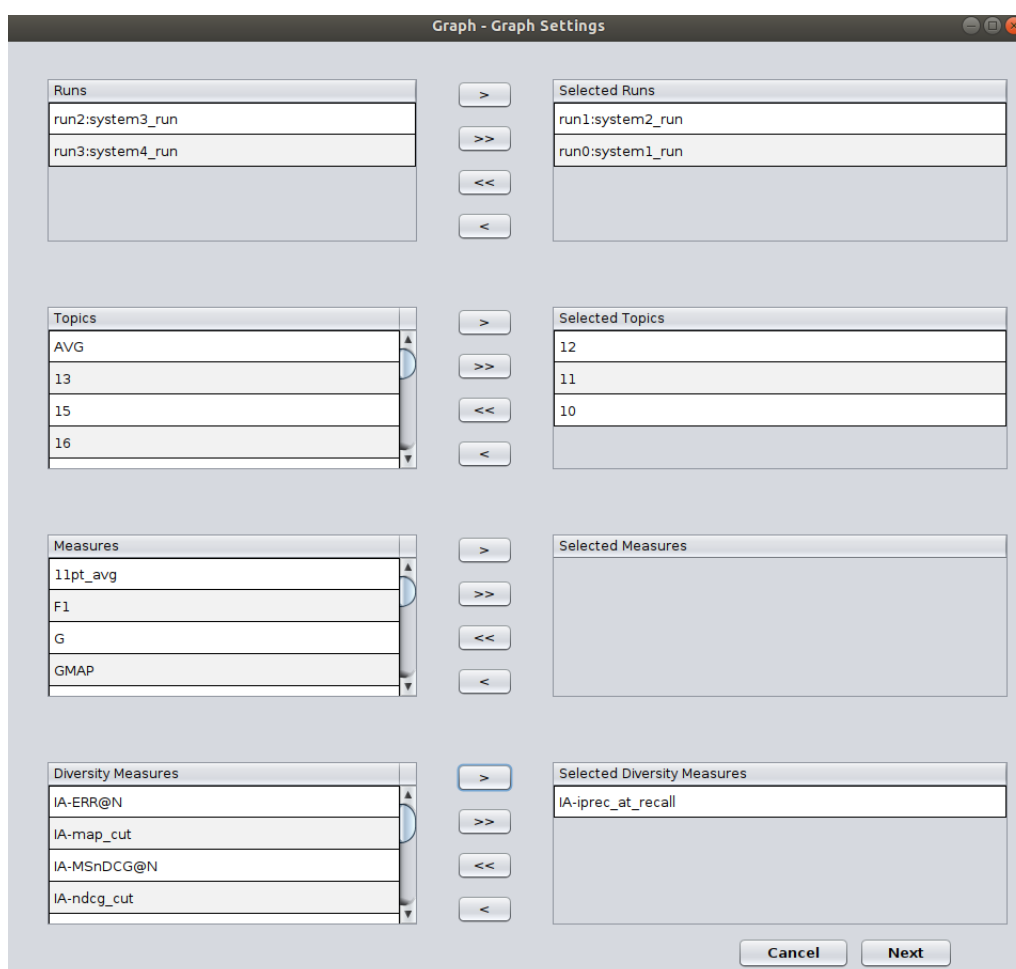 Graph - Graph Settings
Runs
run2:system3_run
run3:system4_run
>
>>
<<
<
Selected Runs
run1:system2_run
run0:system1_run
Topics
AVG
13
15
16
>
>>
<<
<
Selected Topics
12
11
10
Measures
11pt_avg
F1
G
GMAP
>
>>
<<
<
Selected Measures
Diversity Measures
IA-ERR@N
IA-map_cut
IA-MSnDCG@N
IA-ndcg_cut
>
>>
<<
<
Selected Diversity Measures
IA-iprec_at_recall
Cancel
Next